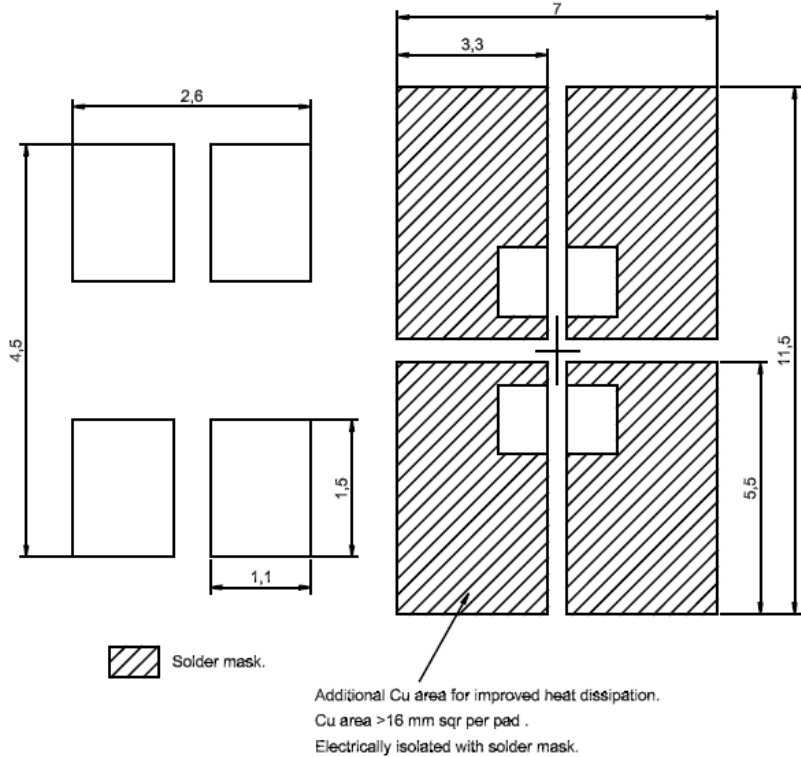 7
3,3
2,6
4,5
11,5
1,5
5,5
1,1
Solder mask.
Additional Cu area for improved heat dissipation.
Cu area >16 mm sqr per pad .
Electrically isolated with solder mask.